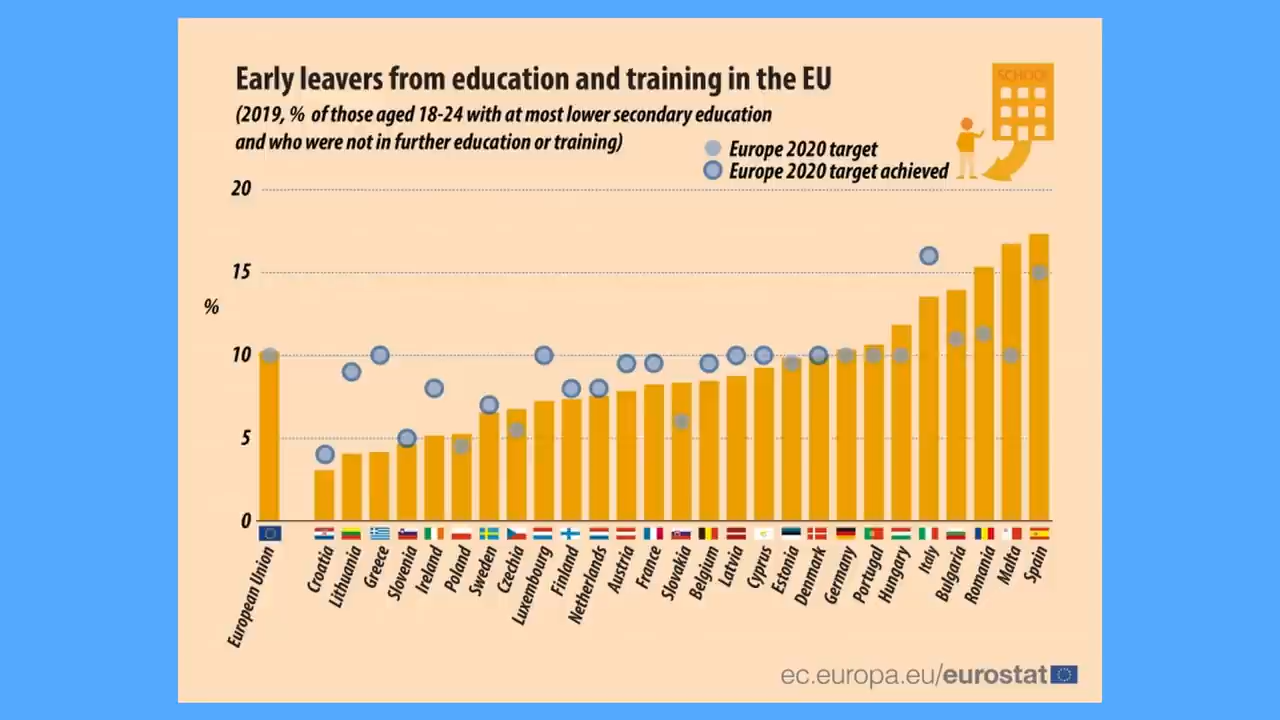 Early leavers from education and training in the EU
(2019, % of those aged 18-24 with at most lower secondary education
and who were not in further education or training)
SCHOOL
Europe 2020 target
Europe 2020 target achieved
20
15
%
10
5
0
European Union
Croatia
Lithuania
Greece
Slovenia
Ireland
Poland
Sweden
Czechia
Luxembourg
Finland
Netherlands
Austria
France
Slovakia
Belgium
Latvia
Cyprus
Estonia
Denmark
Germany
Portugal
Hungary
Italy
Bulgaria
Romania
Malta
Spain
ec.europa.eu/eurostat